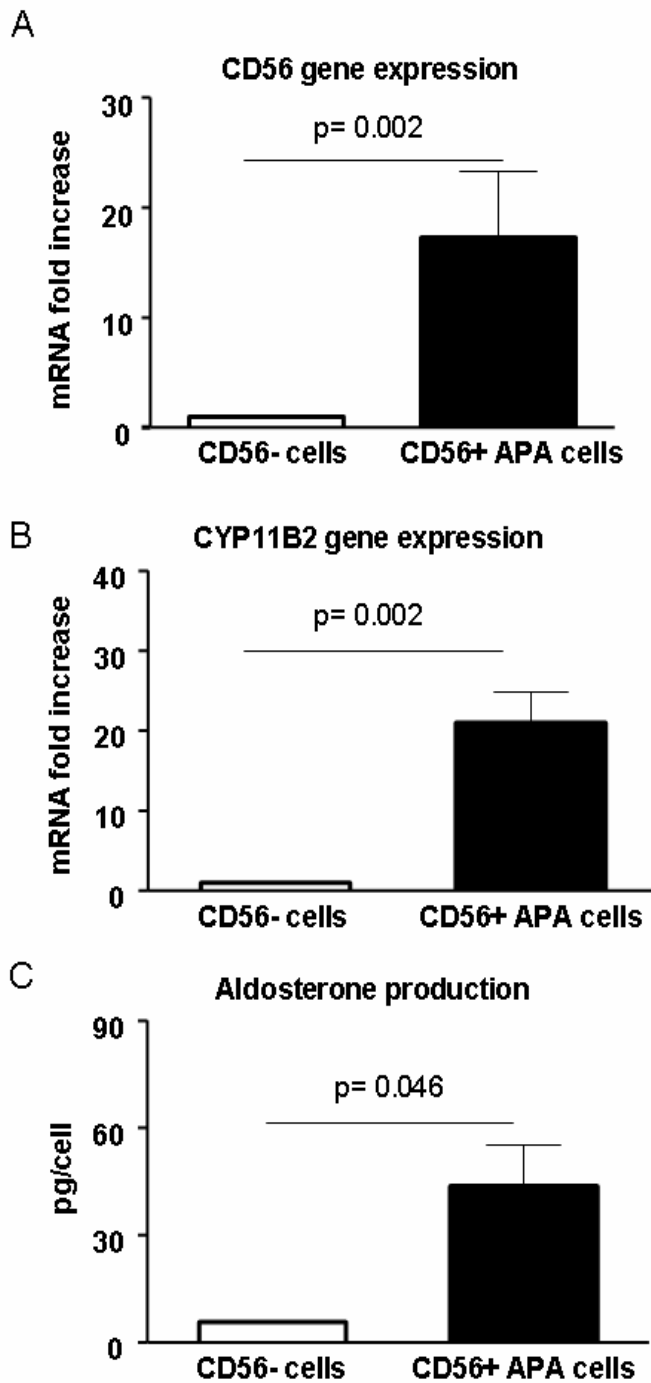 A
CD56 gene expression
30
p= 0.002
20
mRNA fold increase
10
0
CD56- cells CD56+ APA cells
B
CYP11B2 gene expression
40
p= 0.002
30
mRNA fold increase
20
10
0
CD56- cells CD56+ APA cells
C
Aldosterone production
90
p= 0.046
60
pg/cell
30
0
CD56- cells CD56+ APA cells